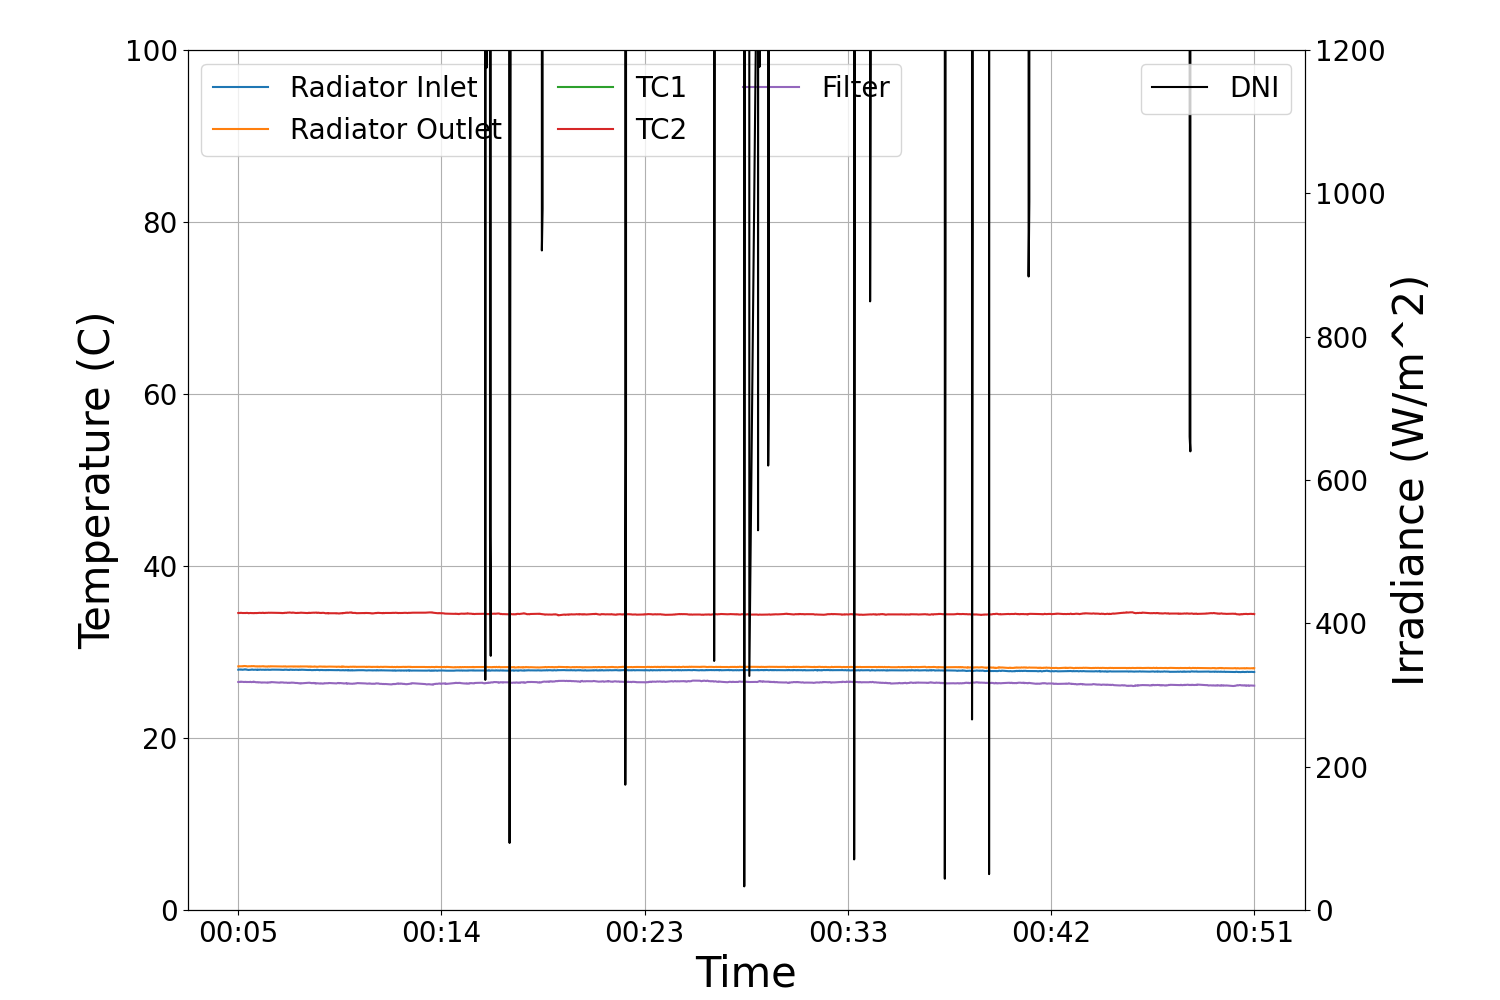 100
80
60
40
20
0
Temperature (C)
Radiator Inlet
Radiator Outlet
TC1
TC2
Filter
DNI
1200
1000
800
600
400
200
0
Irradiance (W/m^2)
00:05 00:14 00:23 00:33 00:42 00:51
Time